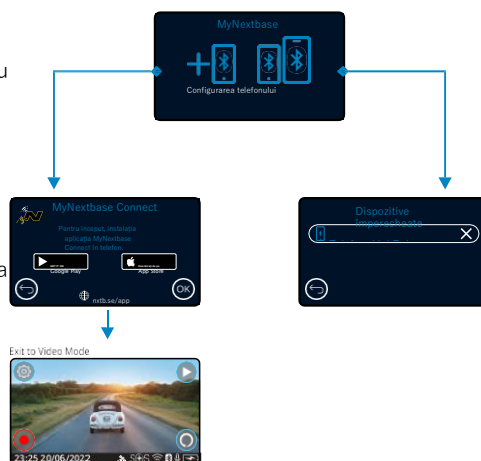 MyNextbase
u
Configurarea telefonului
MyNextbase Connect
Pentru început, instalația
aplicația MyNextbase
Connect în telefon.
Google Play
App Store
a
OK
nxtb.se/app
Dispozitive
împerecheate
Exit to Video Mode
23:25 20/06/2022
SOS